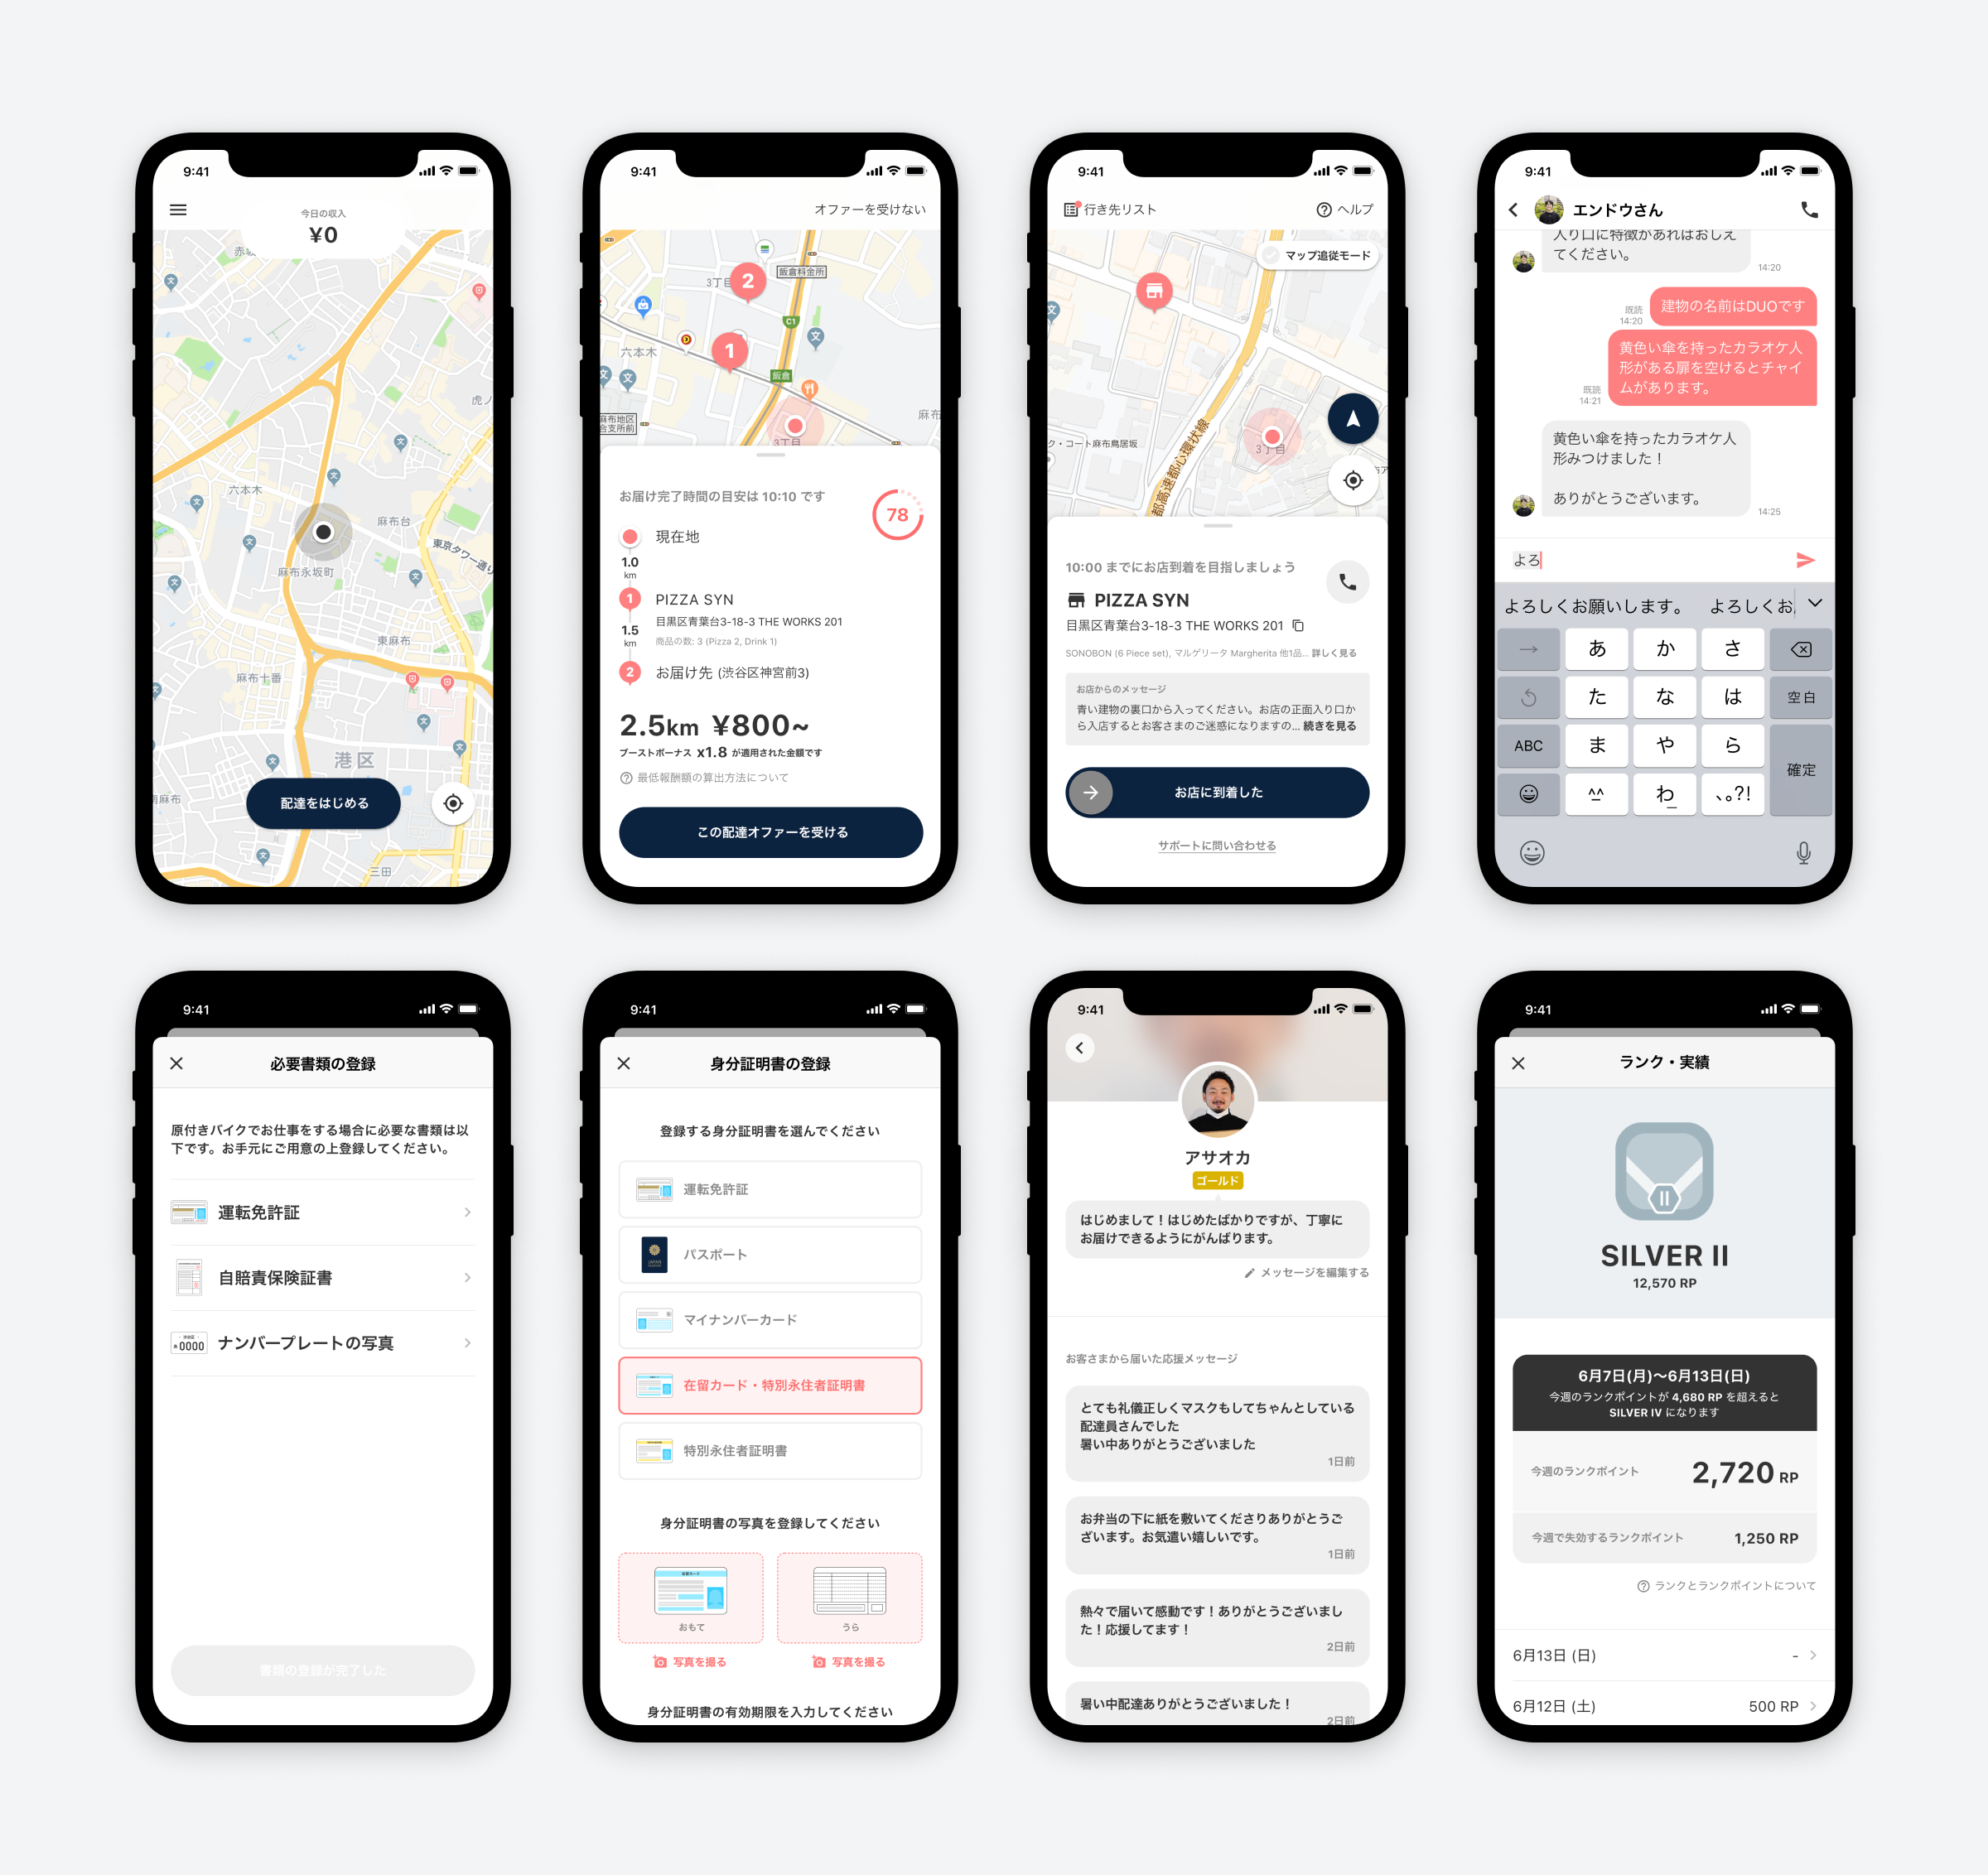 9:41
今日の収入
¥0
六本木
麻布台
東京タワー通り
麻布永坂町
東麻布
麻布十番
港区
南麻布
三田
配達をはじめる
9:41
オファーを受けない
飯倉料金所
3丁目
2
C1
1
六本木
飯倉
麻布地区
合支所前
麻布
3丁目
お届け完了時間の目安は 10:10 です
78
現在地
1.0
km
1
PIZZA SYN
目黒区青葉台3-18-3 THE WORKS 201
1.5
km
商品の数: 3 (Pizza 2, Drink 1)
2
お届け先 (渋谷区神宮前3)
2.5km ¥800~
ブーストボーナス x1.8 が適用された金額です
最低報酬額の算出方法について
この配達オファーを受ける
9:41
行き先リスト
ヘルプ
マップ追従モード
ク・コート麻布鳥居坂
3丁目
都高速都心環状線
10:00 までにお店到着を目指しましょう
PIZZA SYN
目黒区青葉台3-18-3 THE WORKS 201
SONOBON (6 Piece set), マルゲリータ Margherita 他1品... 詳しく見る
お店からのメッセージ
青い建物の裏口から入ってください。お店の正面入り口か
ら入店するとお客さまのご迷惑になりますの... 続きを見る
お店に到着した
サポートに問い合わせる
9:41
エンドウさん
入り口に特徴があればおしえ
てください。
14:20
建物の名前はDUOです
既読
14:20
黄色い傘を持ったカラオケ人
形がある扉を空けるとチャイ
ムがあります。
既読
14:21
黄色い傘を持ったカラオケ人
形みつけました！
ありがとうございます。
14:25
よろ
よろしくお願いします。 よろしくお
→ あ か さ
た な は 空白
ABC ま や ら 確定
^^ わ 、。?!
9:41
必要書類の登録
原付きバイクでお仕事をする場合に必要な書類は以
下です。お手元にご用意の上登録してください。
運転免許証
自賠責保険証書
0000
ナンバープレートの写真
書類の登録が完了した
9:41
身分証明書の登録
登録する身分証明書を選んでください
運転免許証
パスポート
マイナンバーカード
在留カード・特別永住者証明書
特別永住者証明書
身分証明書の写真を登録してください
在留カード
おもて
うら
写真を撮る
写真を撮る
身分証明書の有効期限を入力してください
9:41
アサオカ
ゴールド
はじめまして！はじめたばかりですが、丁寧に
お届けできるようにがんばります。
メッセージを編集する
お客さまから届いた応援メッセージ
とても礼儀正しくマスクもしてちゃんとしている
配達員さんでした
暑い中ありがとうございました
1日前
お弁当の下に紙を敷いてくださりありがとうご
ざいます。お気遣い嬉しいです。
1日前
熱々で届いて感動です！ありがとうございまし
た！応援してます！
2日前
暑い中配達ありがとうございました！
2日前
9:41
ランク・実績
II
SILVER II
12,570 RP
6月7日(月)〜6月13日(日)
今週のランクポイントが 4,680 RP を超えると
SILVER IV になります
今週のランクポイント
2,720 RP
今週で失効するランクポイント
1,250 RP
ランクとランクポイントについて
6月13日 (日)
-
6月12日 (土)
500 RP